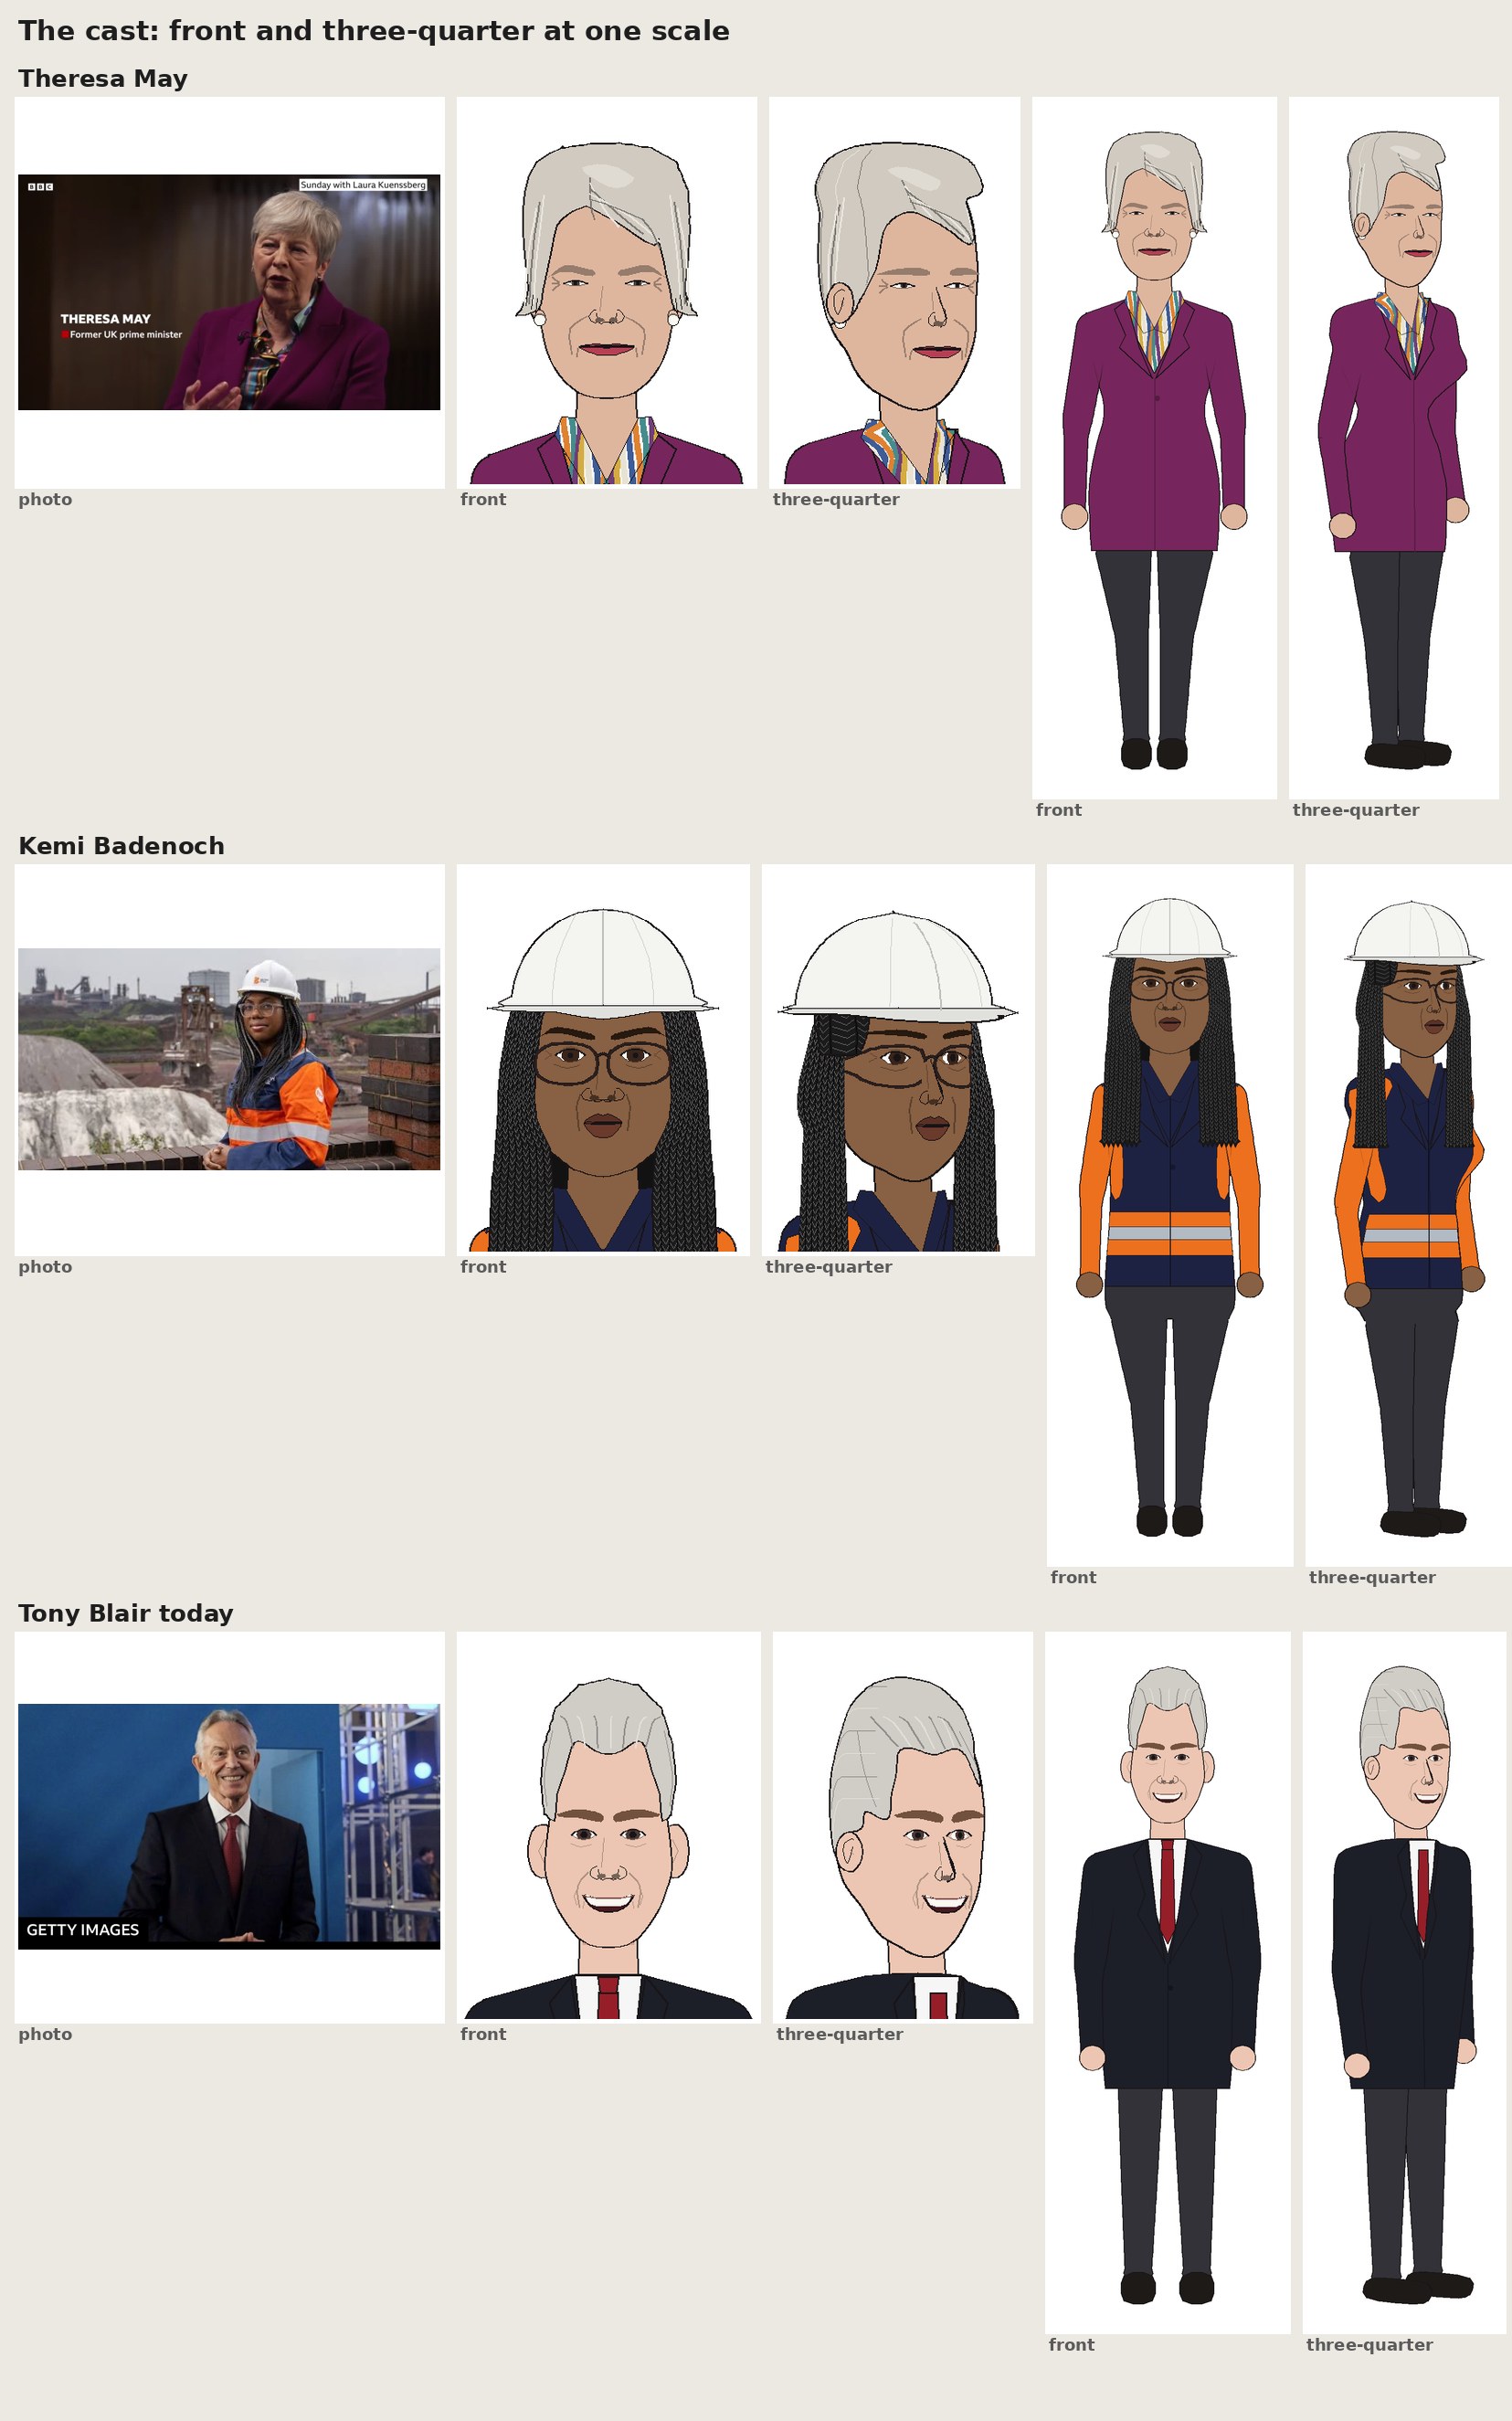 The cast: front and three-quarter at one scale
Theresa May
BBC
Sunday with Laura Kuenssberg
THERESA MAY
Former UK prime minister
photo
front
three-quarter
front
three-quarter
Kemi Badenoch
photo
front
three-quarter
front
three-quarter
Tony Blair today
GETTY IMAGES
photo
front
three-quarter
front
three-quarter